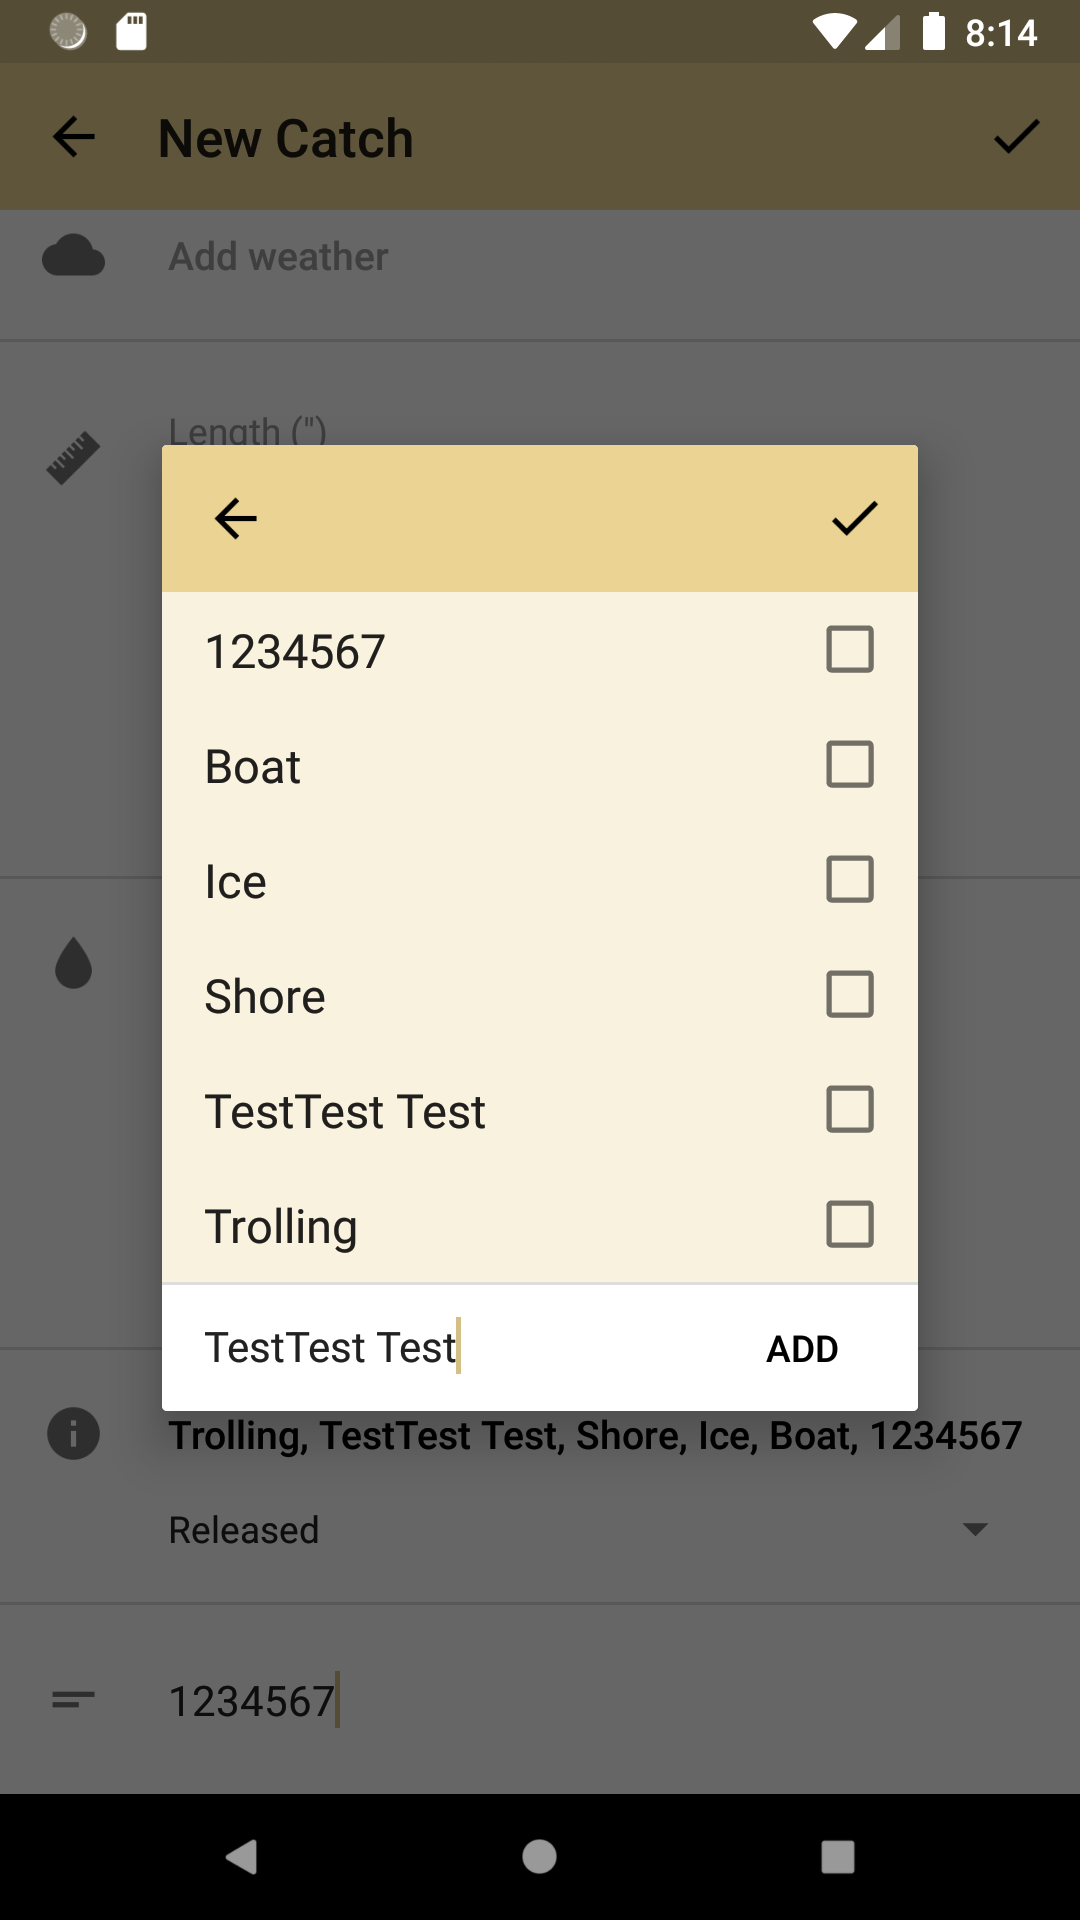 8:14
New Catch
Add weather
Length (")
1234567
Boat
Ice
Shore
TestTest Test
Trolling
TestTest Test ADD
Trolling, TestTest Test, Shore, Ice, Boat, 1234567
Released
1234567